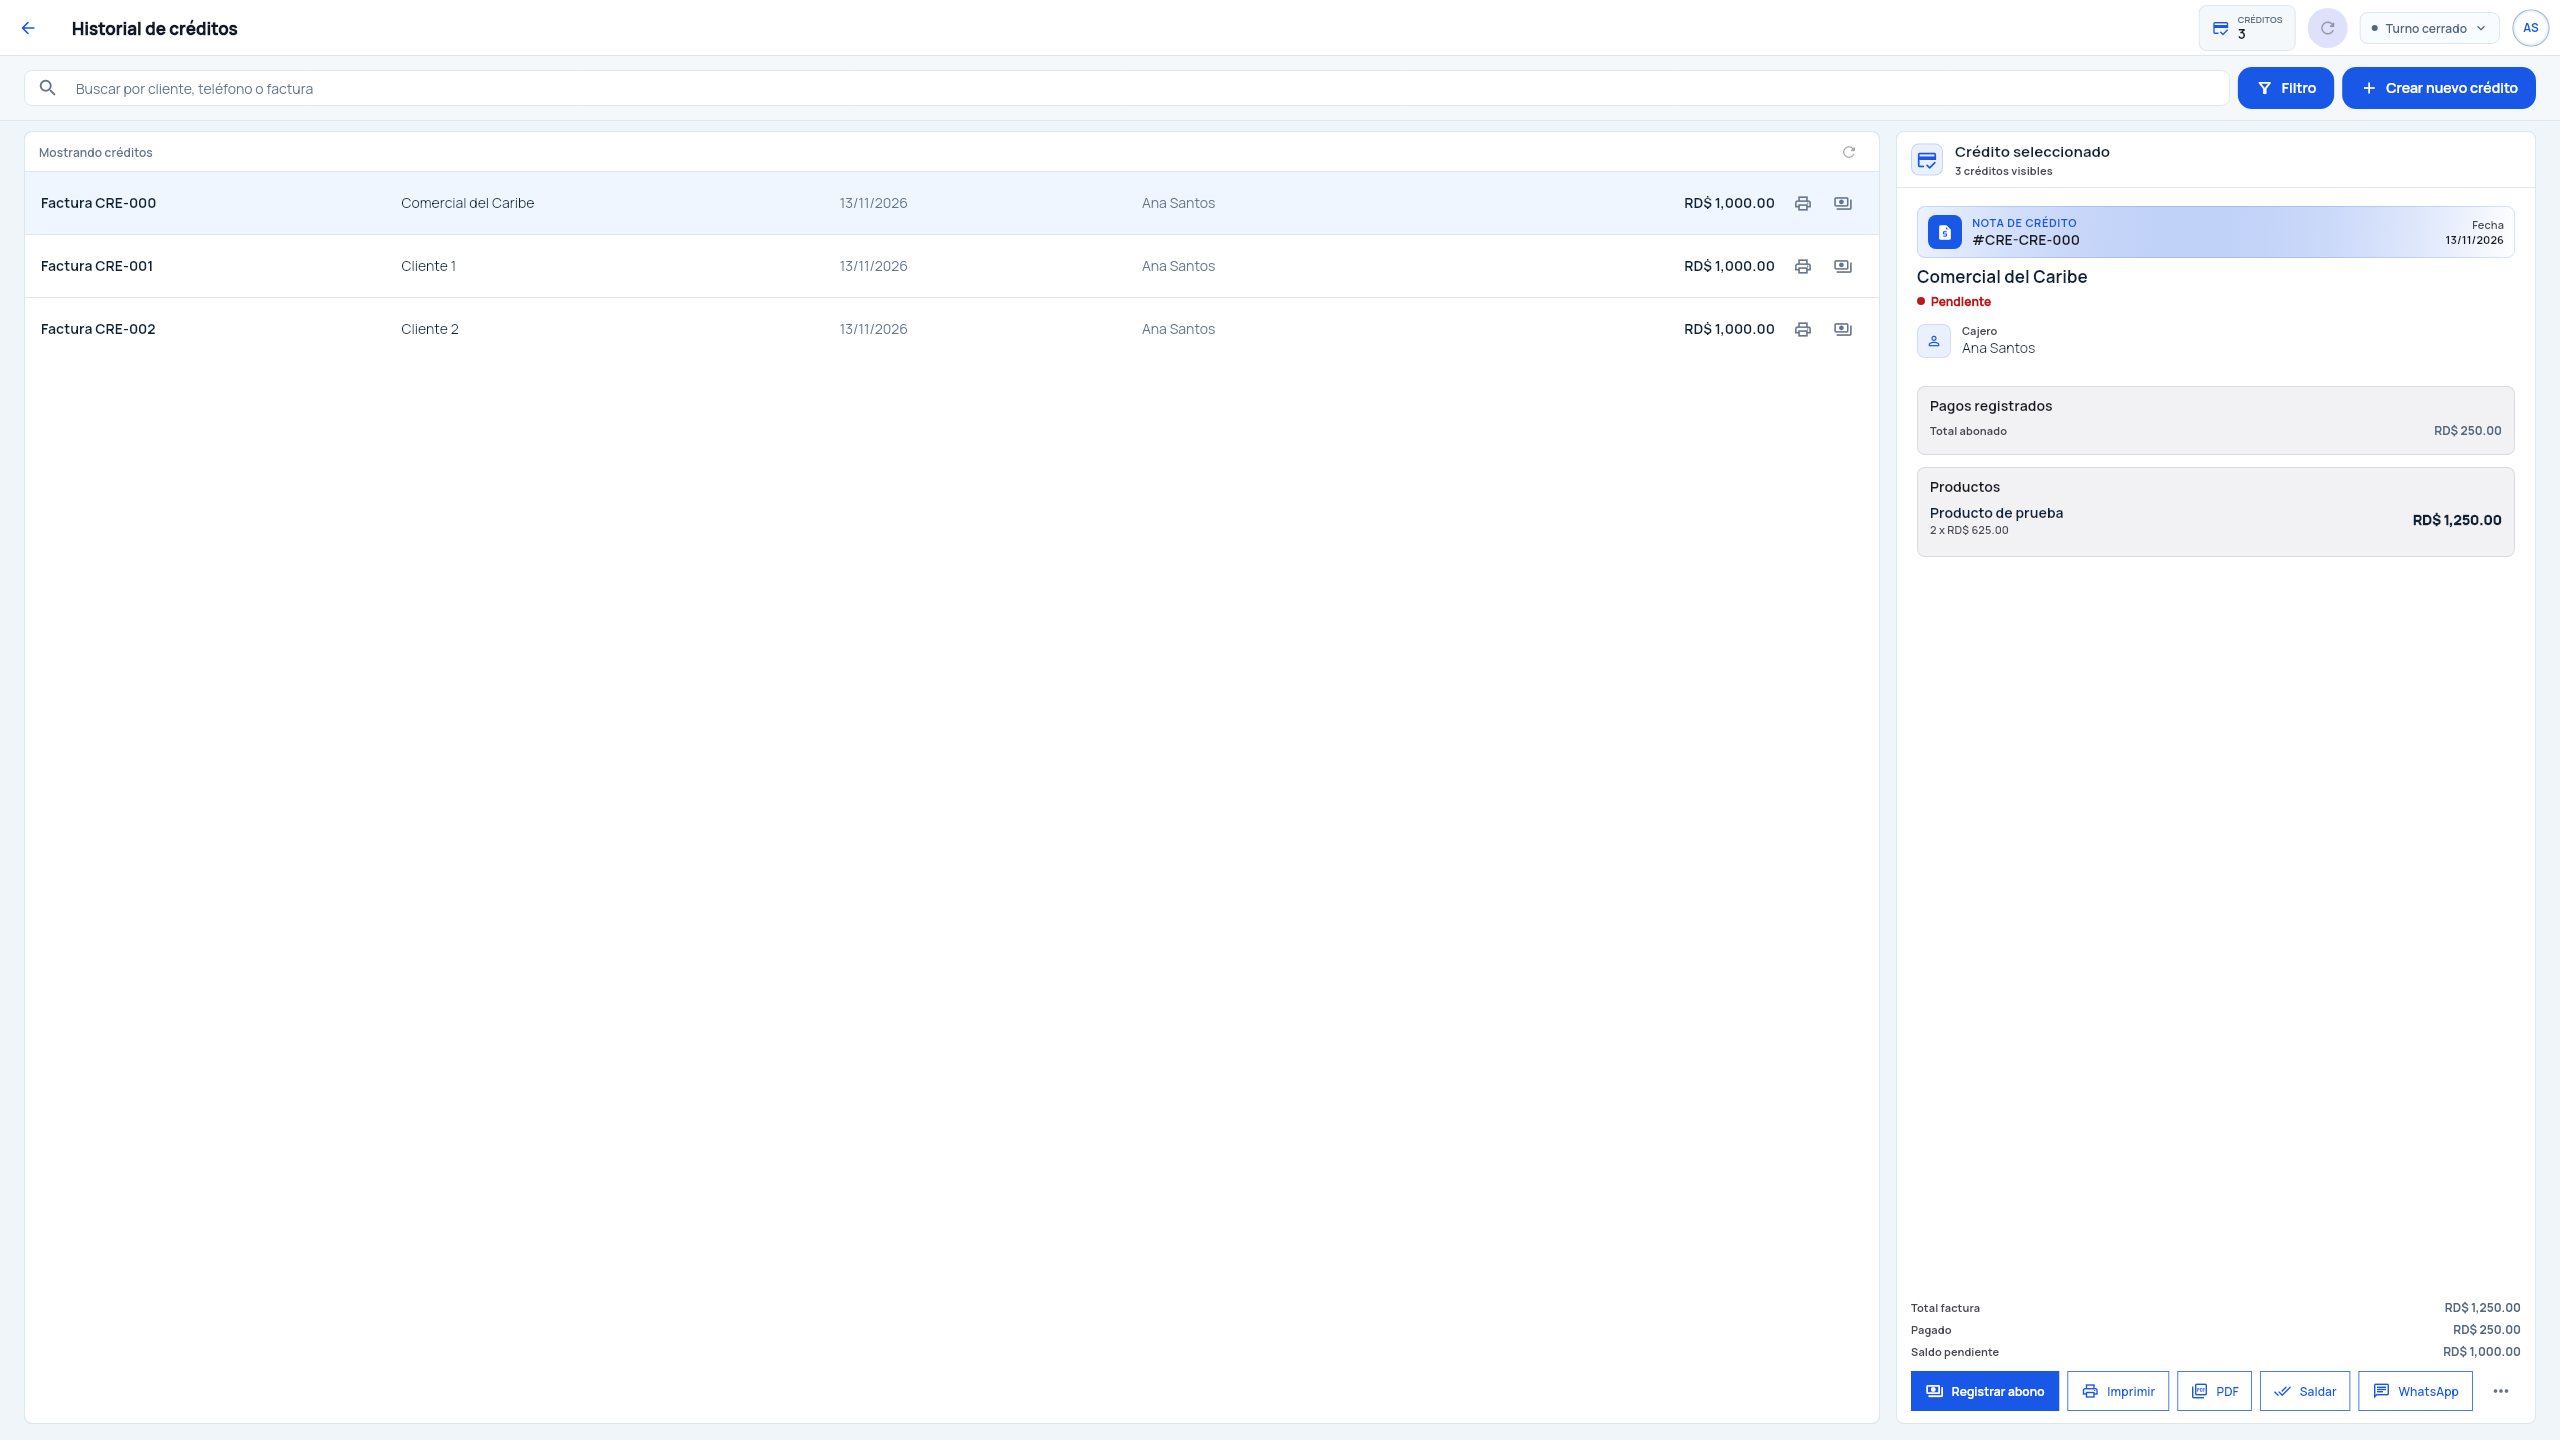 Historial de créditos
CRÉDITOS
3
Turno cerrado
AS
Buscar por cliente, teléfono o factura
Filtro
Crear nuevo crédito
Mostrando créditos
Factura CRE-000 Comercial del Caribe 13/11/2026 Ana Santos RD$ 1,000.00
Factura CRE-001 Cliente 1 13/11/2026 Ana Santos RD$ 1,000.00
Factura CRE-002 Cliente 2 13/11/2026 Ana Santos RD$ 1,000.00
Crédito seleccionado
3 créditos visibles
NOTA DE CRÉDITO
#CRE-CRE-000
Fecha
13/11/2026
Comercial del Caribe
Pendiente
Cajero
Ana Santos
Pagos registrados
Total abonado RD$ 250.00
Productos
Producto de prueba
2 x RD$ 625.00
RD$ 1,250.00
Total factura RD$ 1,250.00
Pagado RD$ 250.00
Saldo pendiente RD$ 1,000.00
Registrar abono
Imprimir
PDF
Saldar
WhatsApp